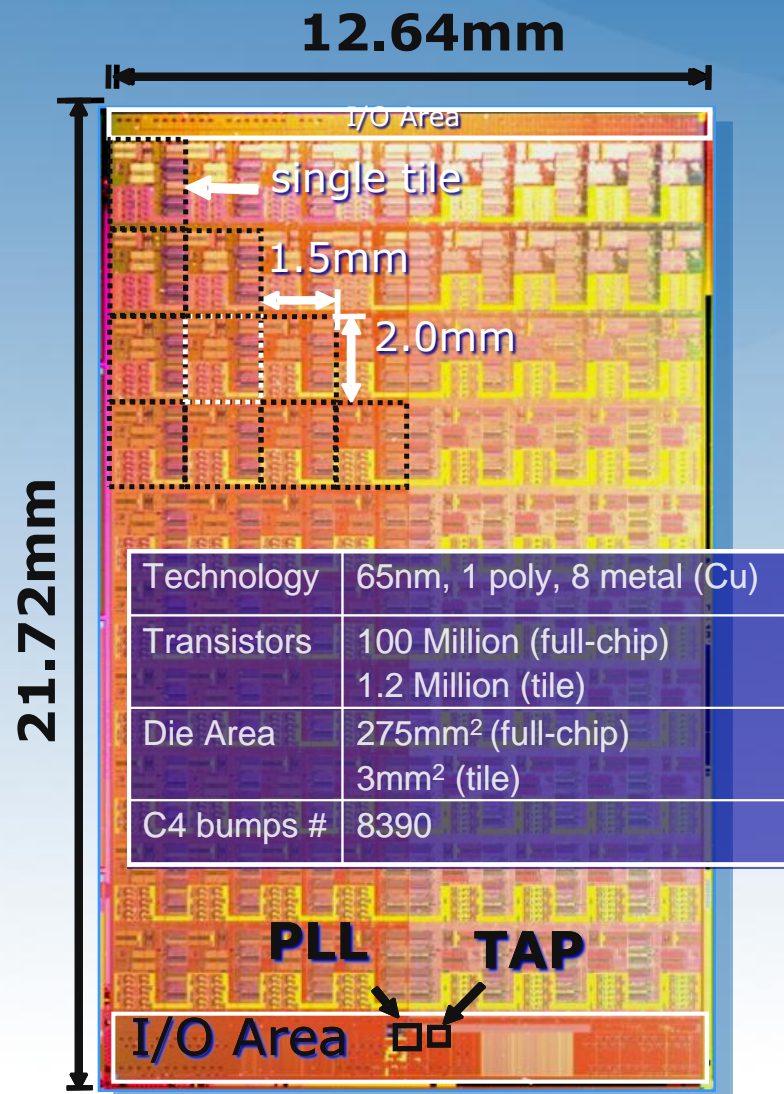 12.64mm
I/O Area
single tile
1.5mm
2.0mm
21.72mm
Technology 65nm, 1 poly, 8 metal (Cu)
Transistors 100 Million (full-chip)
1.2 Million (tile)
Die Area 275mm² (full-chip)
3mm² (tile)
C4 bumps # 8390
PLL TAP
I/O Area